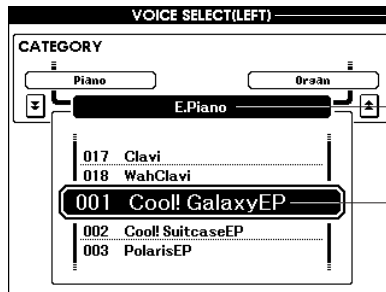 VOICE SELECT(LEFT)
CATEGORY
Piano
Organ
E.Piano
017 Clavi
018 WahClavi
001 Cool! GalaxyEP
002 Cool! SuitcaseEP
003 PolarisEP